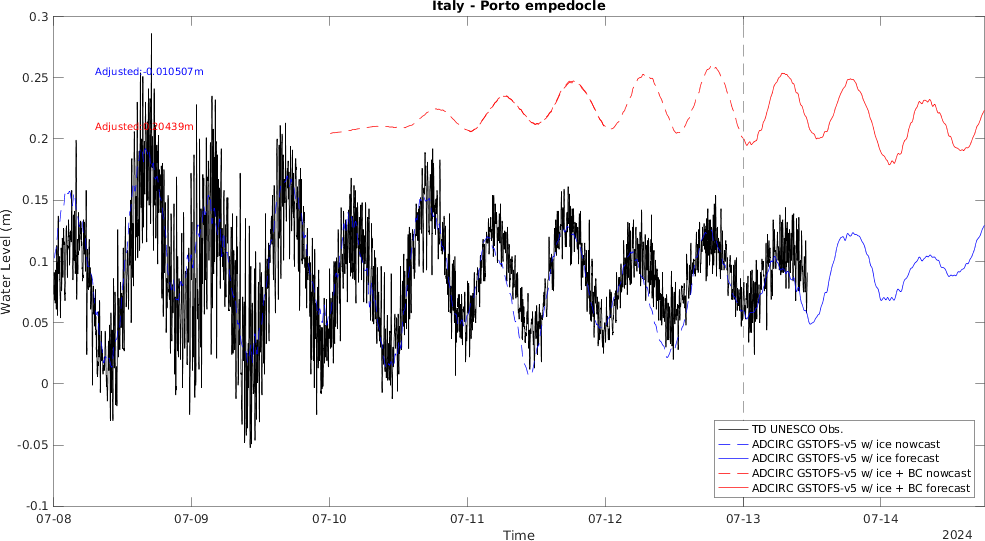 Italy - Porto empedocle
0.3
0.25
0.2
0.15
0.1
0.05
0
-0.05
-0.1
Water Level (m)
Adjusted:-0.010507m
Adjusted:0.20439m
TD UNESCO Obs.
ADCIRC GSTOFS-v5 w/ ice nowcast
ADCIRC GSTOFS-v5 w/ ice forecast
ADCIRC GSTOFS-v5 w/ ice + BC nowcast
ADCIRC GSTOFS-v5 w/ ice + BC forecast
07-08 07-09 07-10 07-11 07-12 07-13 07-14
Time
2024